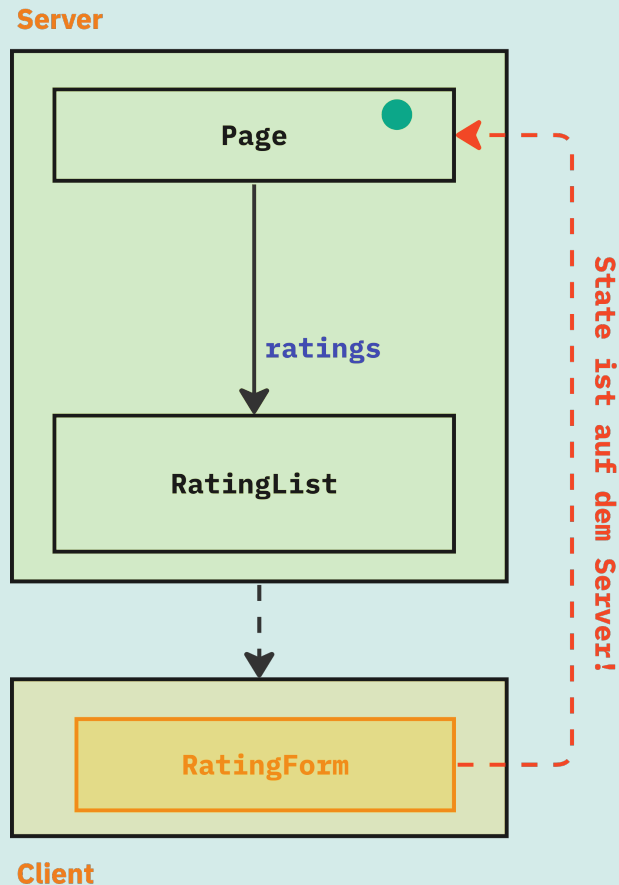 Server
Page
ratings
State ist auf dem Server!
RatingList
RatingForm
Client